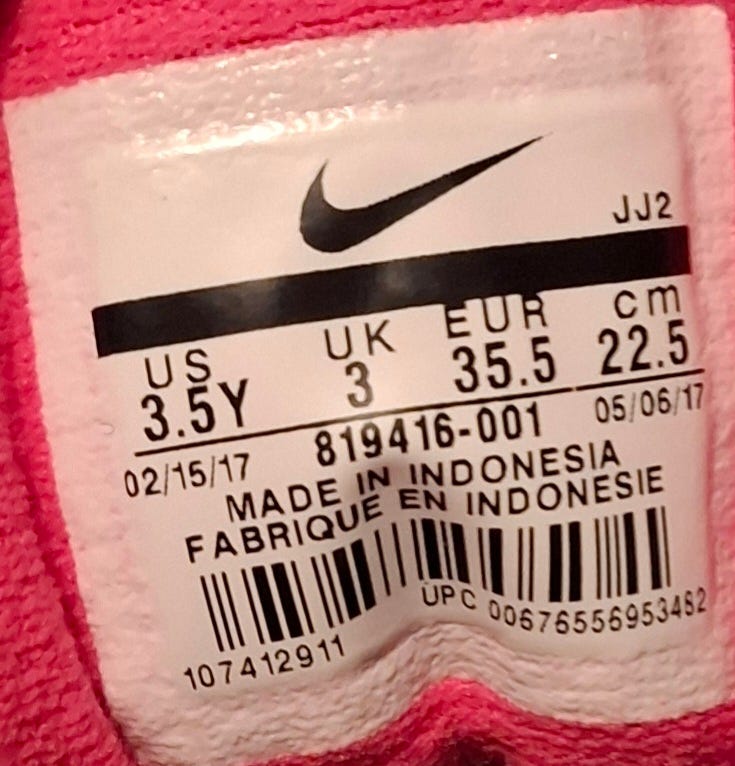 JJ2
US UK EUR cm
3.5Y 3 35.5 22.5
02/15/17 819416-001 05/06/17
MADE IN INDONESIA
FABRIQUE EN INDONESIE
UPC 00676556953482
107412911